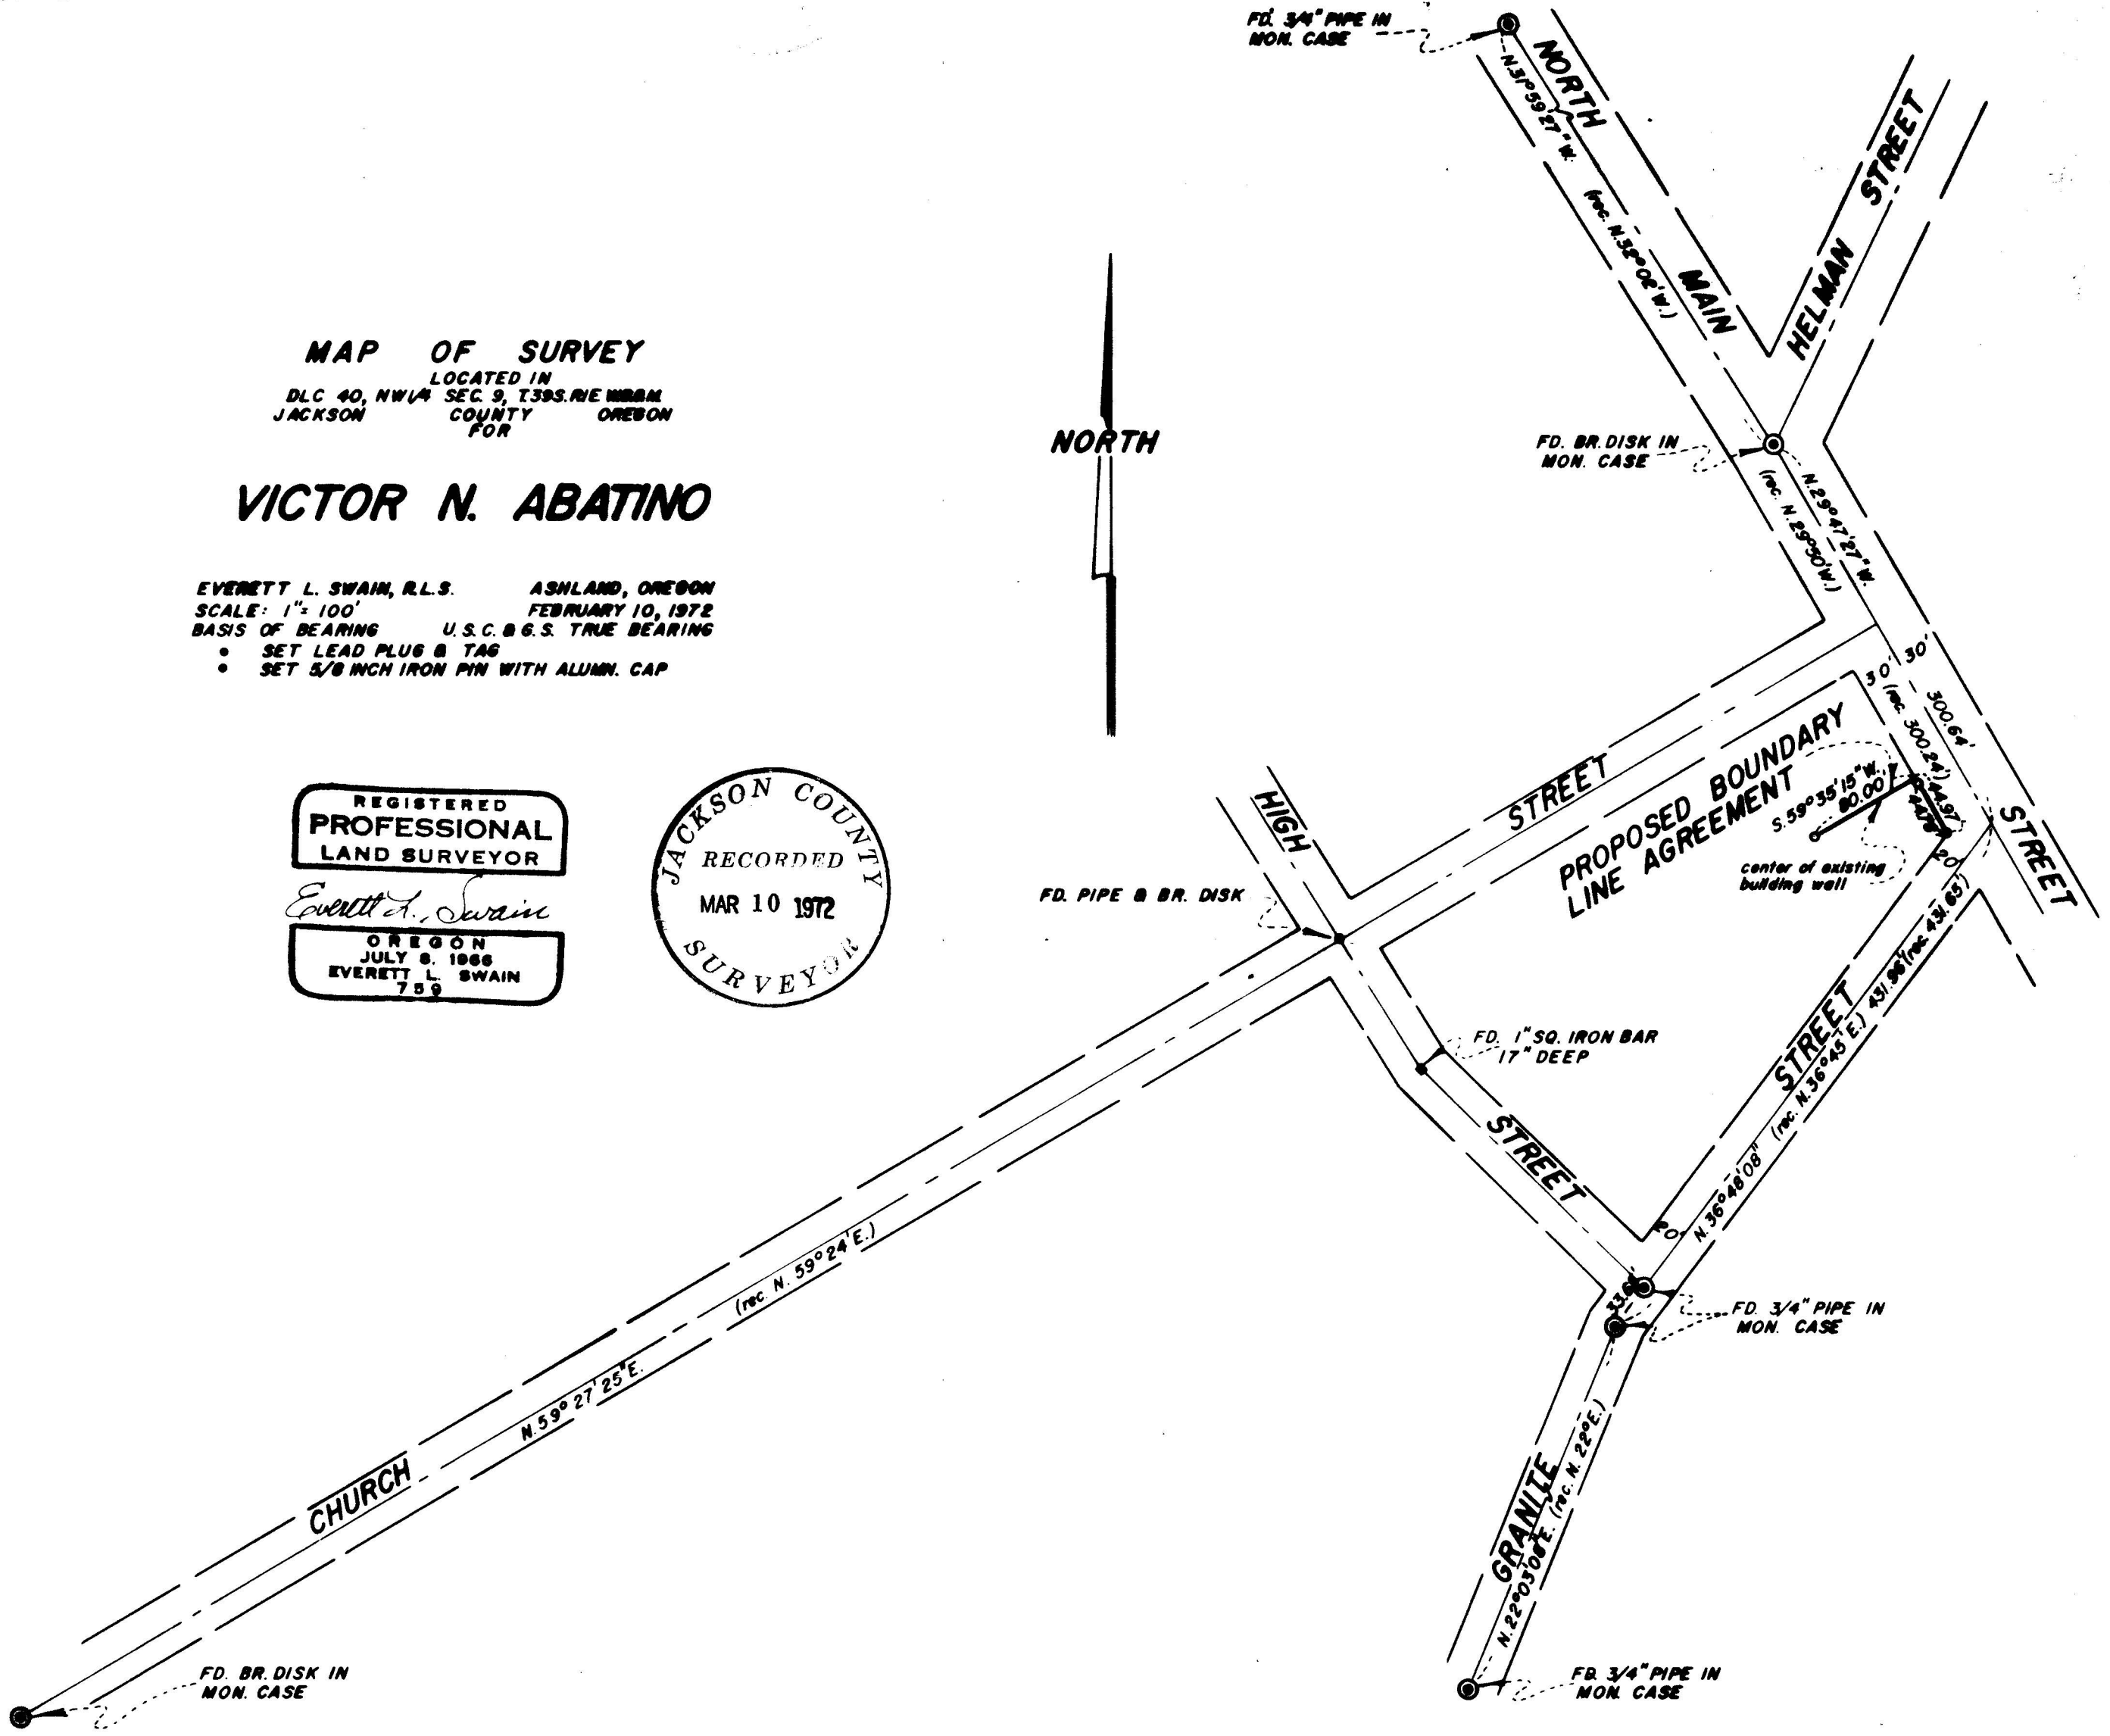 MAP OF SURVEY
LOCATED IN
DLC 40, NW1/4 SEC. 9, T.39S. R1E W.B.&M.
JACKSON COUNTY OREGON
FOR
VICTOR N. ABATINO
EVERETT L. SWAIN, R.L.S. ASHLAND, OREGON
SCALE: 1"= 100' FEBRUARY 10, 1972
BASIS OF BEARING U.S.C. & G.S. TRUE BEARING
• SET LEAD PLUG & TAG
• SET 5/8 INCH IRON PIN WITH ALUMN. CAP
REGISTERED
PROFESSIONAL
LAND SURVEYOR
Everett L. Swain
OREGON
JULY 8, 1966
EVERETT L. SWAIN
759
JACKSON COUNTY
RECORDED
MAR 10 1972
SURVEYOR
NORTH
FD. 3/4" PIPE IN
MON. CASE
NORTH
MAIN
STREET
N.31°59'27"W.
(rec. N.32°02'W.)
HELMAN STREET
FD. BR. DISK IN
MON. CASE
N.29°47'27"W.
(rec. N.29°50'W.)
30' 30'
300.64'
(rec. 300.24')
44.97
20
PROPOSED BOUNDARY
LINE AGREEMENT
S.59°35'15"W.
80.00'
center of existing
building wall
HIGH
STREET
STREET
FD. PIPE & BR. DISK
FD. 1" SQ. IRON BAR
17" DEEP
STREET
N.36°48'08" (rec. N.36°45'E.) 431.96' (rec. 431.65')
20'
33.6
FD. 3/4" PIPE IN
MON. CASE
GRANITE
N.22°03'06"E. (rec. N.22°E.)
FD. 3/4" PIPE IN
MON. CASE
(rec. N.59°24'E.)
N.59°27'25"E.
CHURCH
FD. BR. DISK IN
MON. CASE